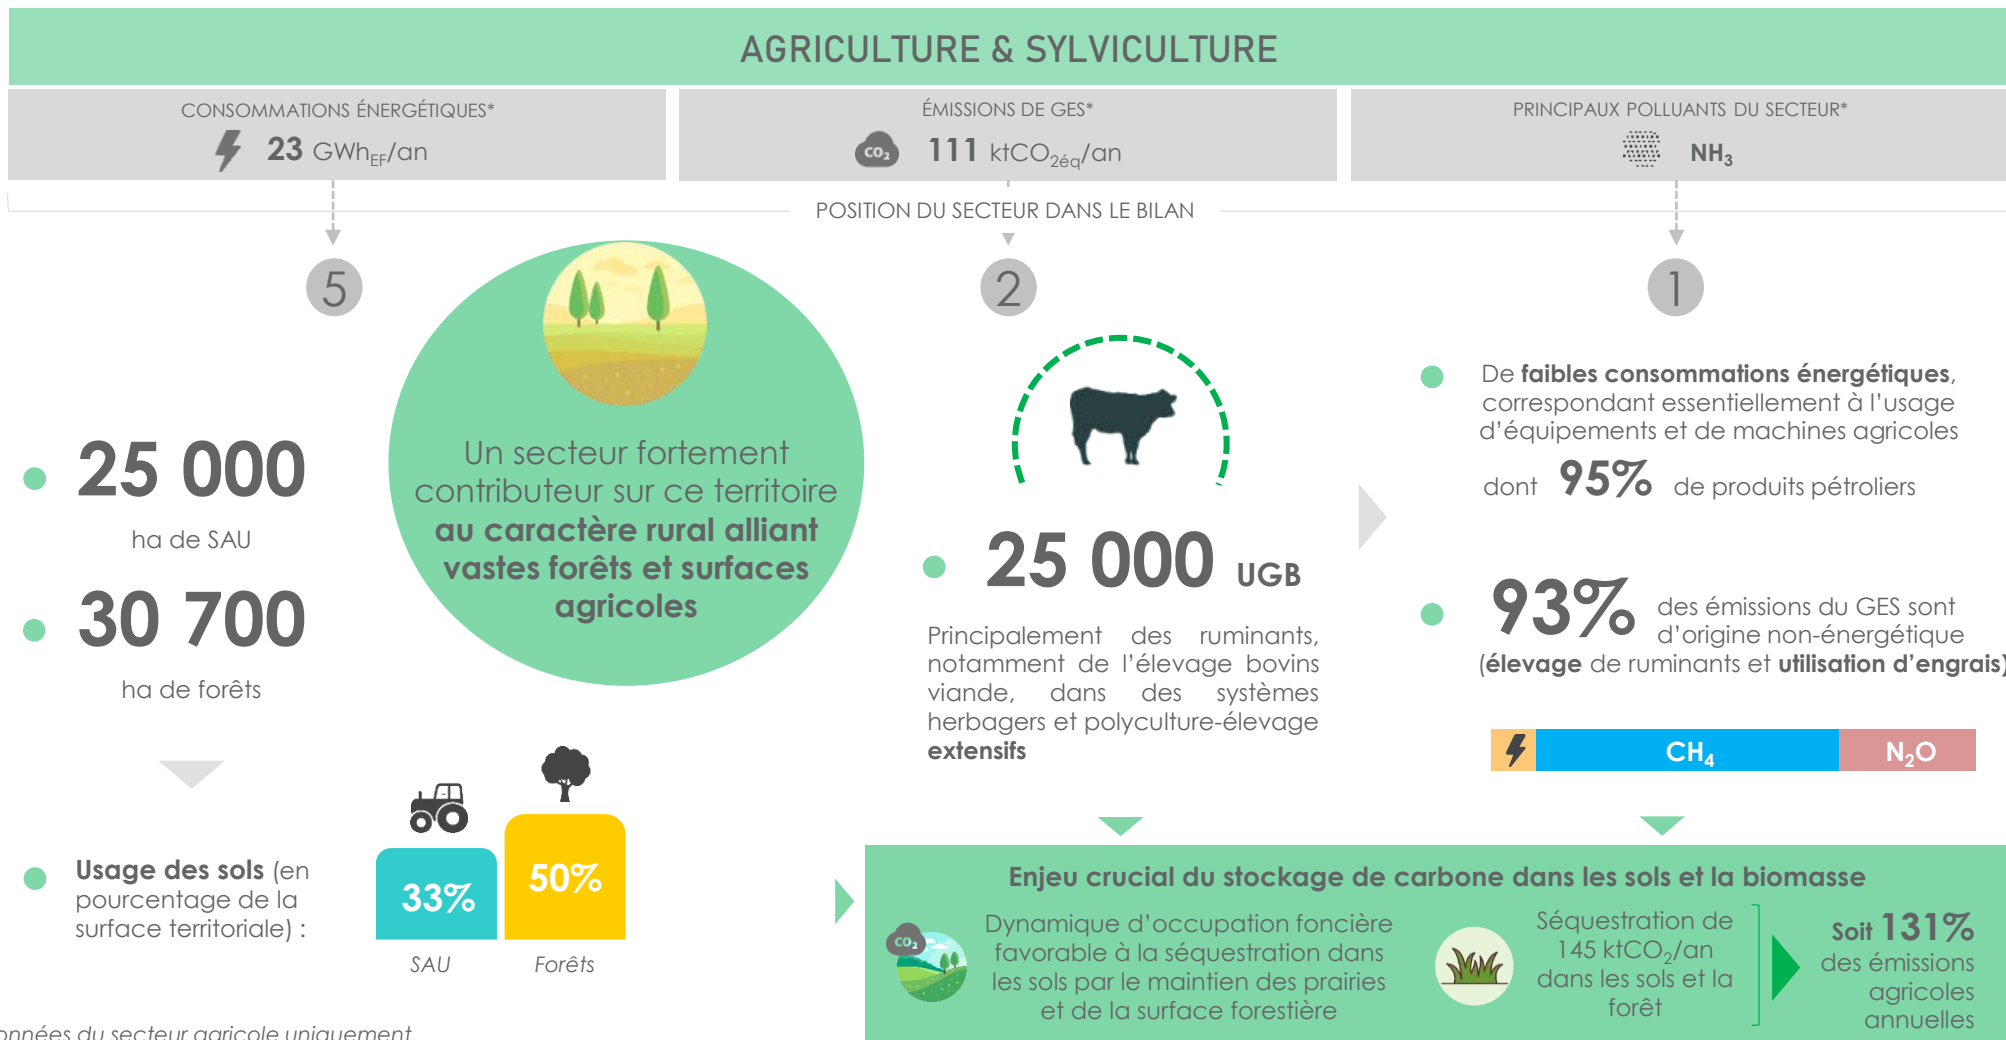 AGRICULTURE & SYLVICULTURE
CONSOMMATIONS ÉNERGÉTIQUES*
23 GWhEF/an
ÉMISSIONS DE GES*
CO₂
111 ktCO₂éq/an
PRINCIPAUX POLLUANTS DU SECTEUR*
NH₃
POSITION DU SECTEUR DANS LE BILAN
5
2
1
25 000
ha de SAU
30 700
ha de forêts
Un secteur fortement
contributeur sur ce territoire
au caractère rural alliant
vastes forêts et surfaces
agricoles
25 000 UGB
Principalement des ruminants,
notamment de l'élevage bovins
viande, dans des systèmes
herbagers et polyculture-élevage
extensifs
De faibles consommations énergétiques,
correspondant essentiellement à l'usage
d'équipements et de machines agricoles
dont 95% de produits pétroliers
93% des émissions du GES sont
d'origine non-énergétique
(élevage de ruminants et utilisation d'engrais)
CH₄
N₂O
Usage des sols (en
pourcentage de la
surface territoriale) :
33%
50%
SAU
Forêts
Enjeu crucial du stockage de carbone dans les sols et la biomasse
CO₂
Dynamique d'occupation foncière
favorable à la séquestration dans
les sols par le maintien des prairies
et de la surface forestière
Séquestration de
145 ktCO₂/an
dans les sols et la
forêt
Soit 131%
des émissions
agricoles
annuelles
onnées du secteur agricole uniquement